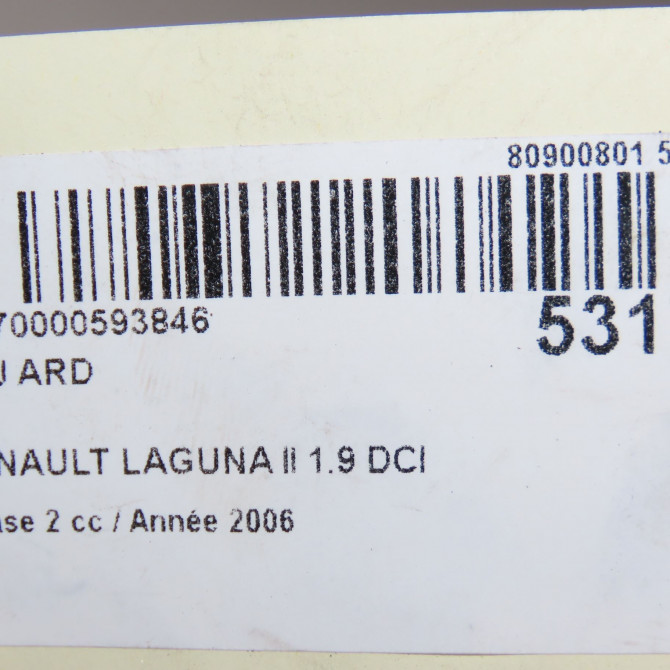 80900801 5
70000593846
531
ARD
NAULT LAGUNA II 1.9 DCI
ase 2 cc / Année 2006